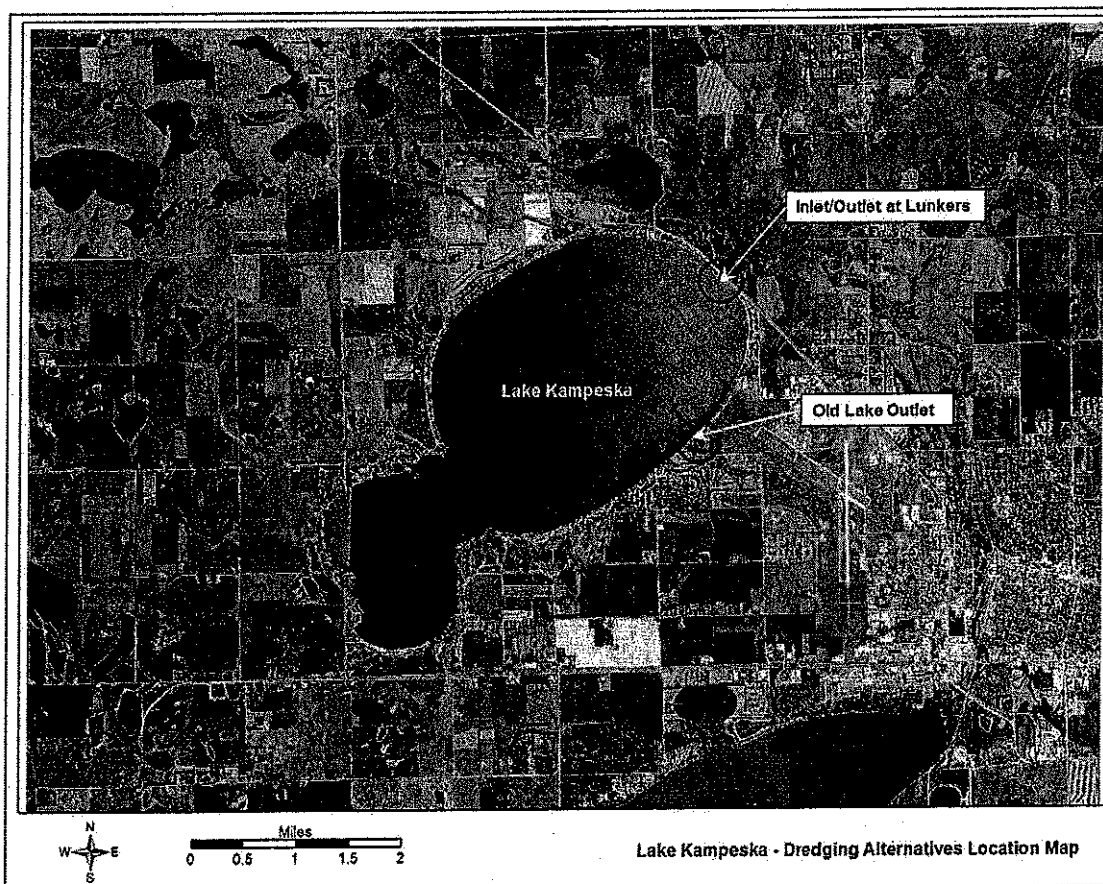 Inlet/Outlet at Lunkers
Lake Kampeska
Old Lake Outlet
N
W E
S
Miles
0 0.5 1 1.5 2
Lake Kampeska - Dredging Alternatives Location Map